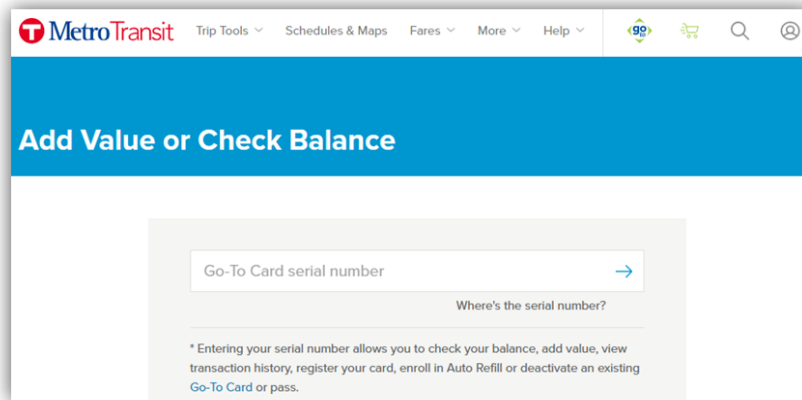 T MetroTransit Trip Tools Schedules & Maps Fares More Help go to
Add Value or Check Balance
Go-To Card serial number
Where's the serial number?
* Entering your serial number allows you to check your balance, add value, view
transaction history, register your card, enroll in Auto Refill or deactivate an existing
Go-To Card or pass.